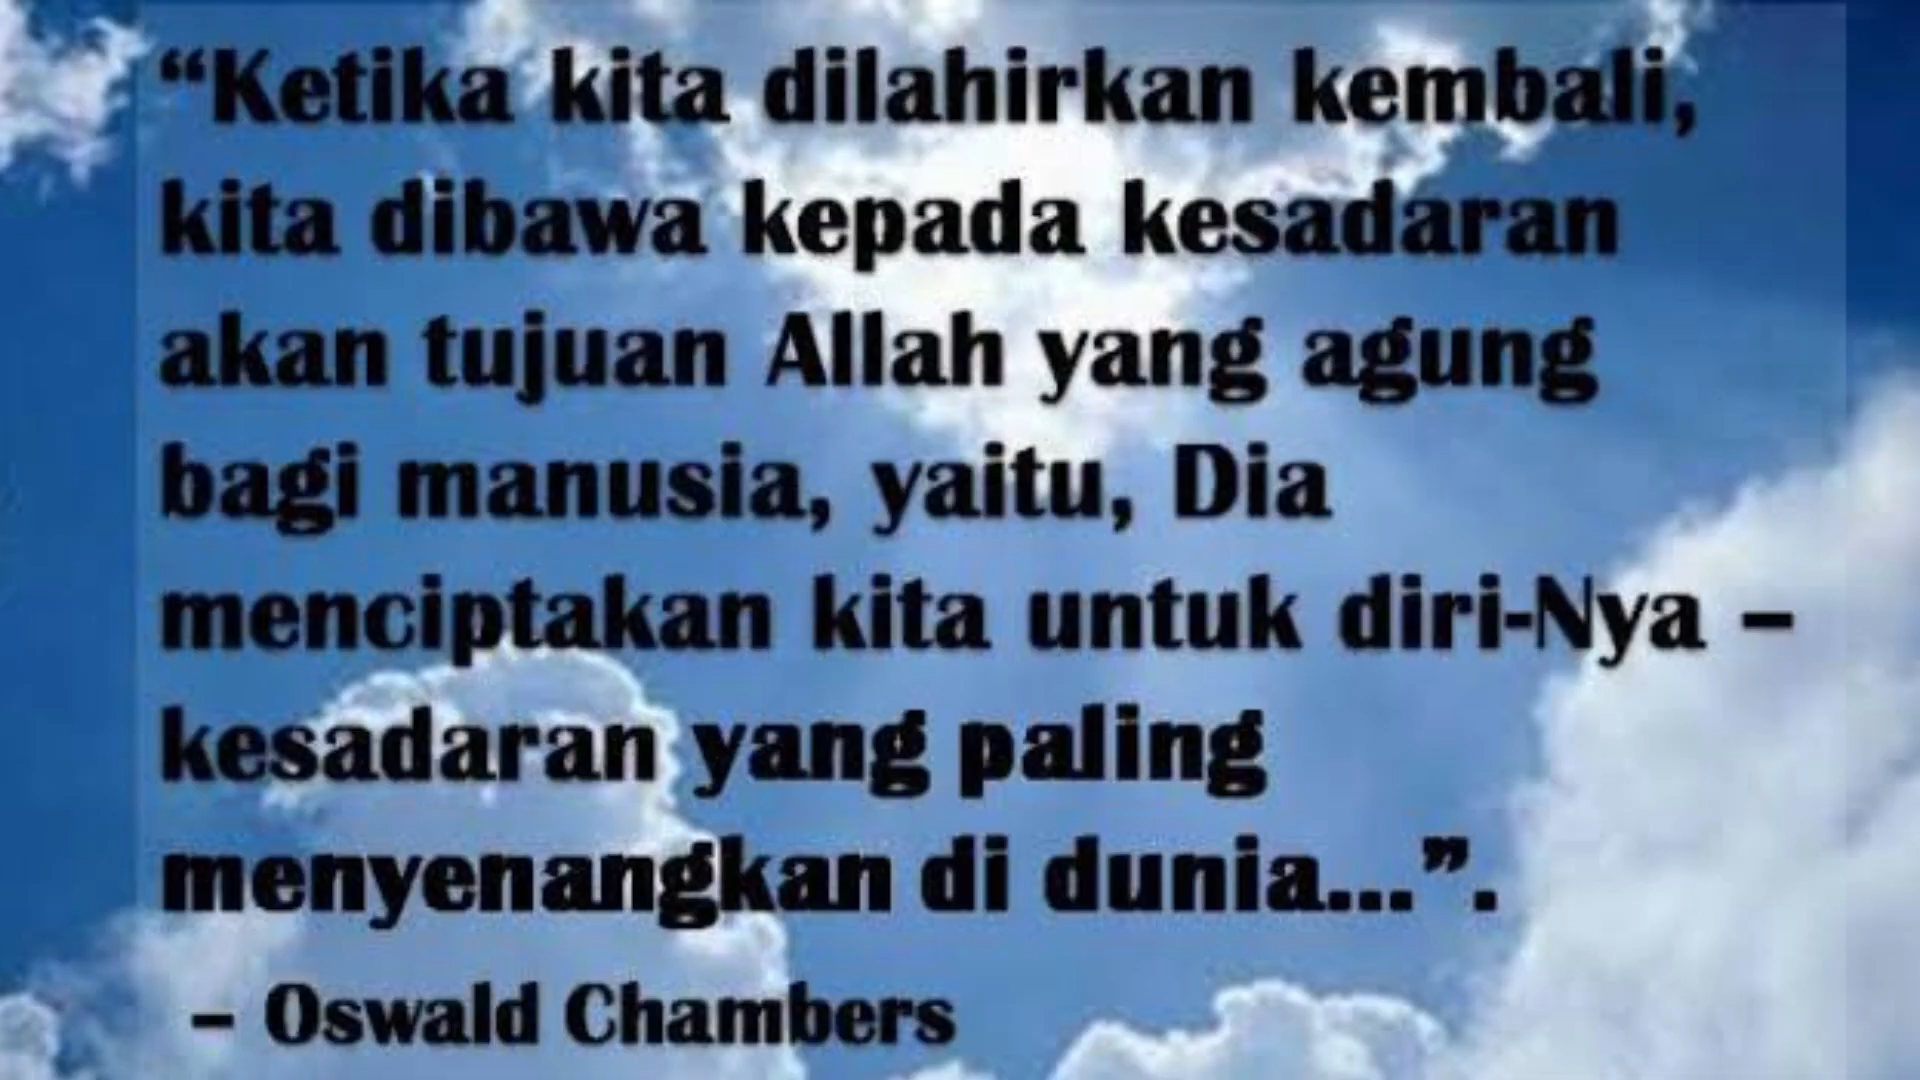 “Ketika kita dilahirkan kembali,
kita dibawa kepada kesadaran
akan tujuan Allah yang agung
bagi manusia, yaitu, Dia
menciptakan kita untuk diri-Nya –
kesadaran yang paling
menyenangkan di dunia...”.
– Oswald Chambers